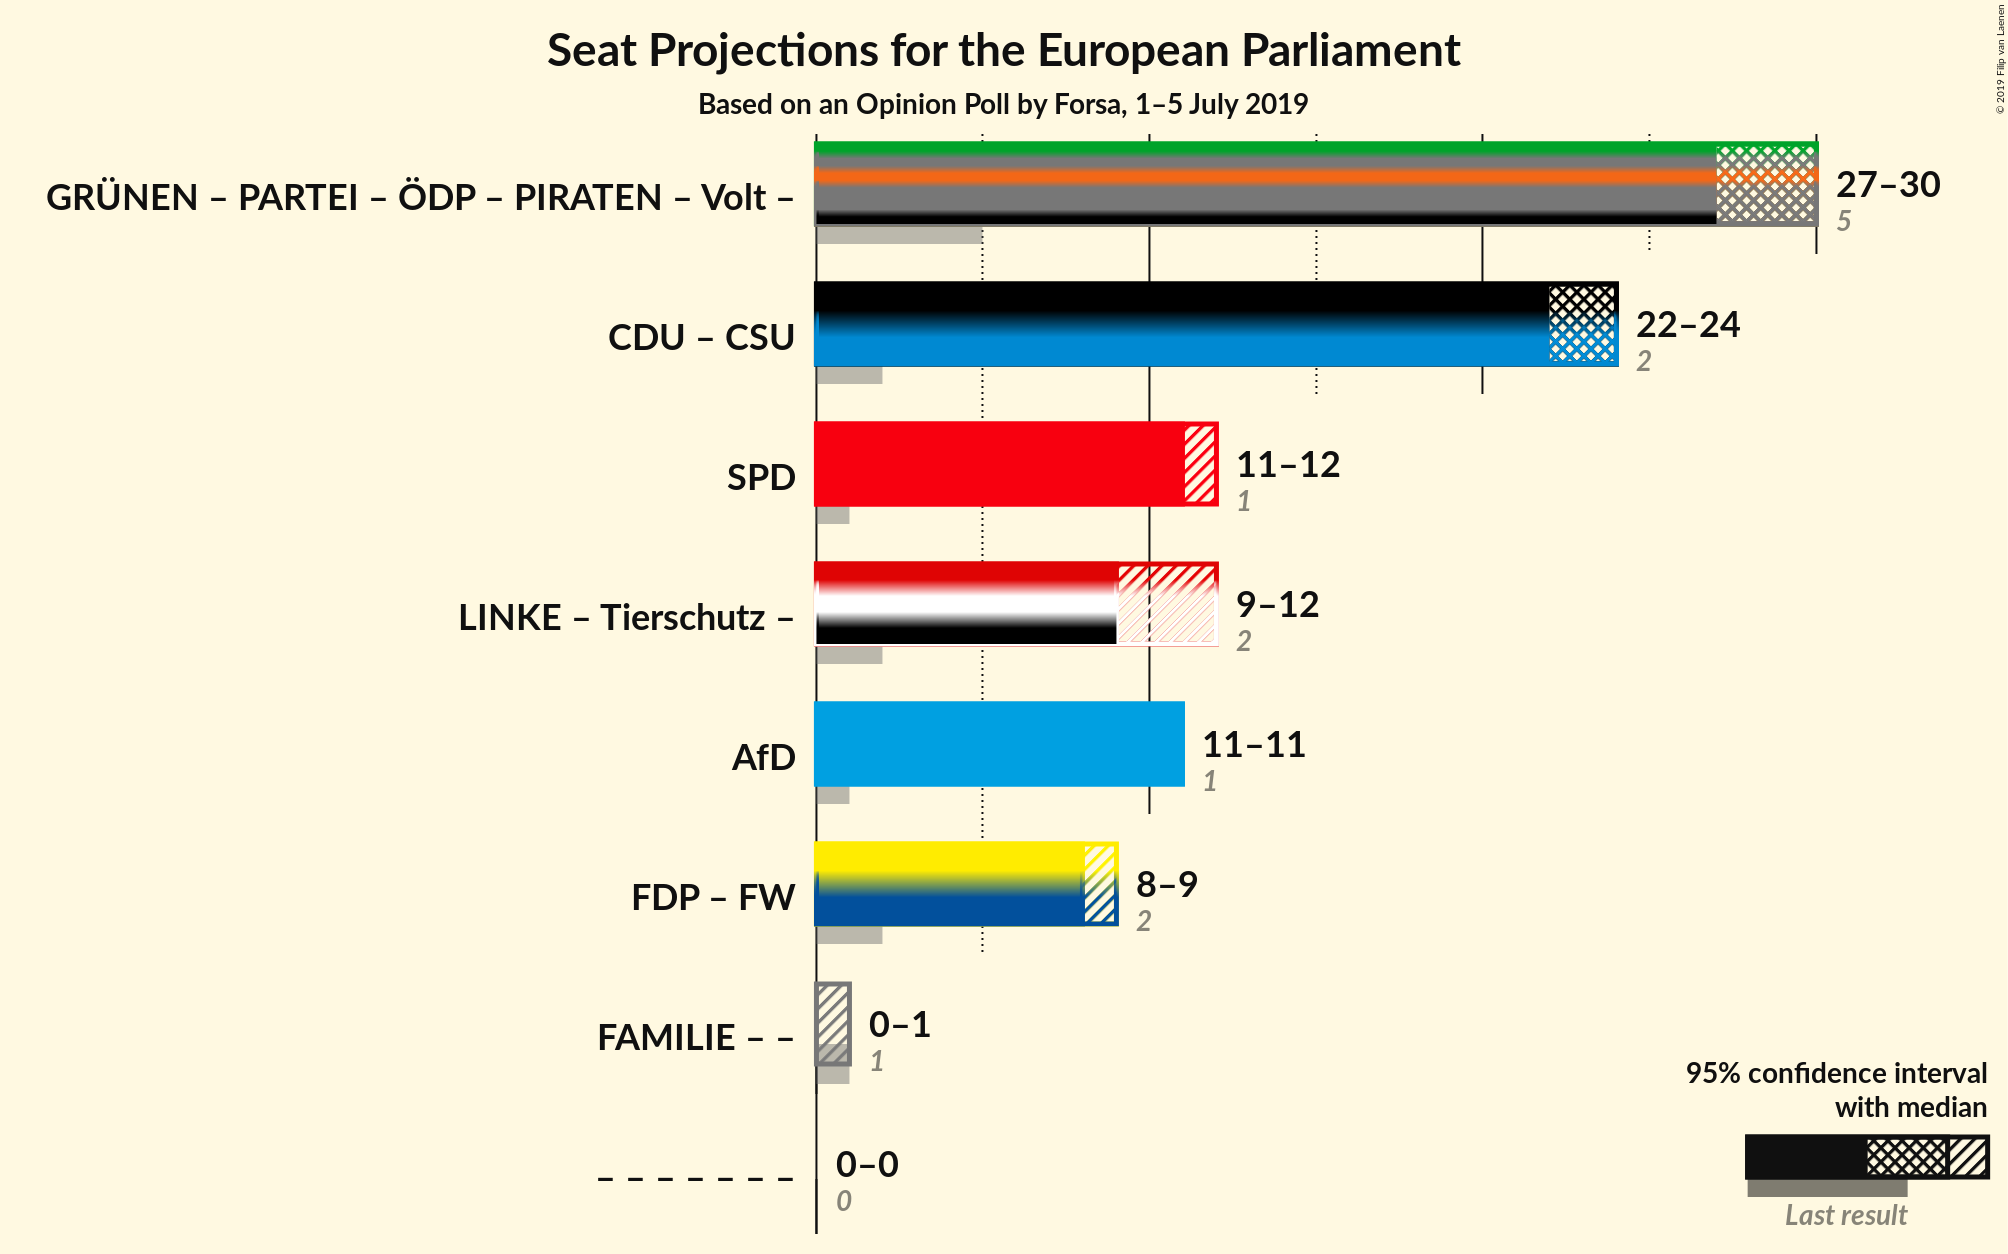 Seat Projections for the European Parliament
Based on an Opinion Poll by Forsa, 1–5 July 2019
© 2019 Filip van Laenen
GRÜNEN – PARTEI – ÖDP – PIRATEN – Volt –
27–30
5
CDU – CSU
22–24
2
SPD
11–12
1
LINKE – Tierschutz –
9–12
2
AfD
11–11
1
FDP – FW
8–9
2
FAMILIE – –
0–1
1
– – – – – – –
0–0
0
95% confidence interval
with median
Last result